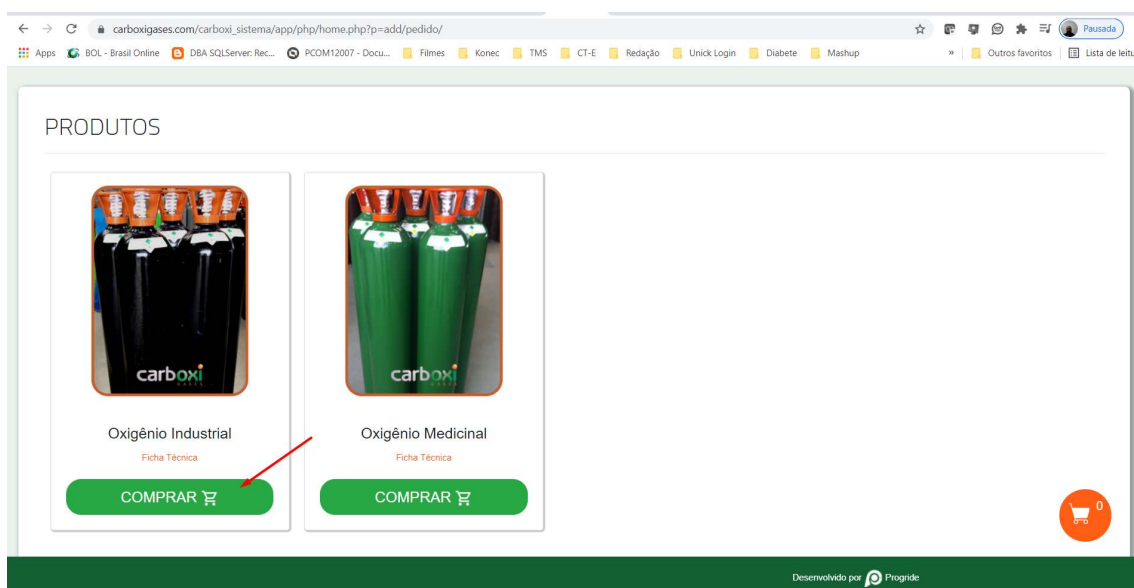 carboxigases.com/carboxi_sistema/app/php/home.php?p=add/pedido/
Pausada
Apps BOL - Brasil Online DBA SQLServer: Rec... PCOM12007 - Docu... Filmes Konec TMS CT-E Redação Unick Login Diabete Mashup » Outros favoritos Lista de leitu
PRODUTOS
carboxi
GASES
carboxi
Oxigênio Industrial
Ficha Técnica
COMPRAR
Oxigênio Medicinal
Ficha Técnica
COMPRAR
0
Desenvolvido por Progride